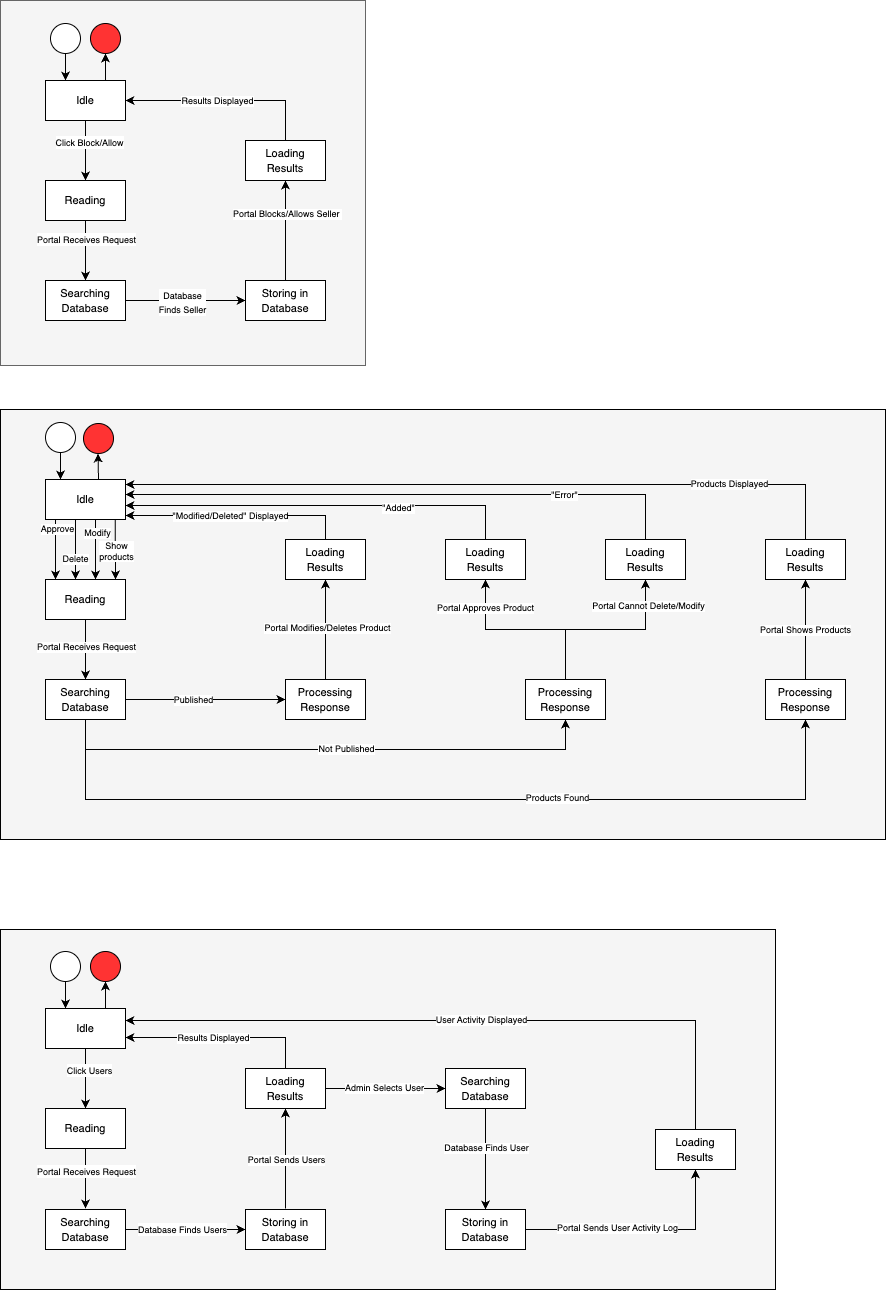 Idle
Results Displayed
Click Block/Allow
Loading
Results
Reading
Portal Blocks/Allows Seller
Portal Receives Request
Searching
Database
Database
Finds Seller
Storing in
Database
Idle
Products Displayed
"Error"
"Added"
"Modified/Deleted" Displayed
Approve
Delete
Modify
Show
products
Loading
Results
Loading
Results
Loading
Results
Loading
Results
Reading
Portal Modifies/Deletes Product
Portal Approves Product
Portal Cannot Delete/Modify
Portal Shows Products
Portal Receives Request
Searching
Database
Published
Processing
Response
Processing
Response
Processing
Response
Not Published
Products Found
Idle
User Activity Displayed
Results Displayed
Click Users
Loading
Results
Admin Selects User
Searching
Database
Reading
Database Finds User
Loading
Results
Portal Sends Users
Portal Receives Request
Searching
Database
Database Finds Users
Storing in
Database
Storing in
Database
Portal Sends User Activity Log